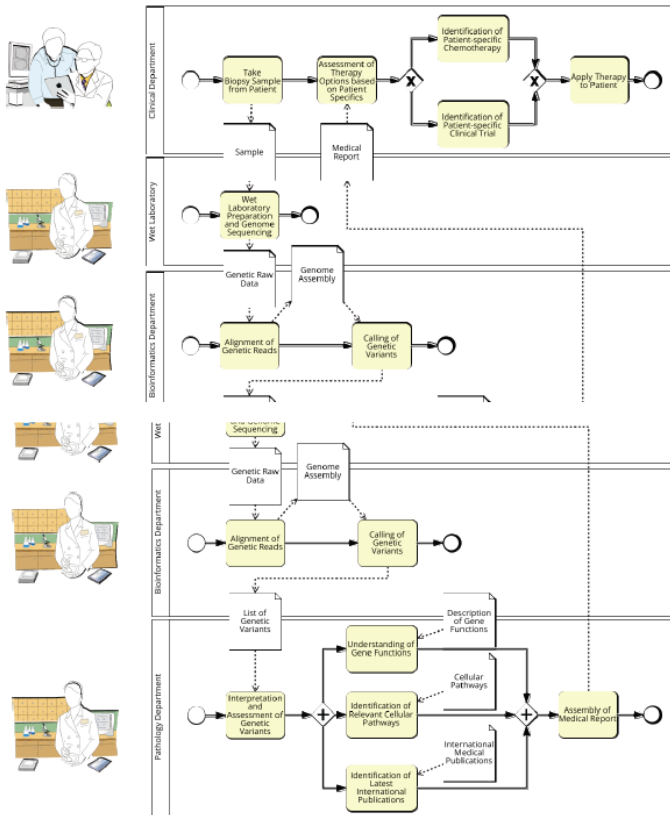 Clinical Department
Take
Biopsy Sample
from Patient
Assessment of
Therapy
Options based
on Patient
Specifics
Identification of
Patient-specific
Chemotherapy
Identification of
Patient-specific
Clinical Trial
Apply Therapy
to Patient
Sample
Medical
Report
Wet Laboratory
Wet
Laboratory
Preparation
and Genome
Sequencing
Genetic Raw
Data
Genome
Assembly
Bioinformatics Department
Alignment of
Genetic Reads
Calling of
Genetic
Variants
Wet
Sequencing
Genetic Raw
Data
Genome
Assembly
Bioinformatics Department
Alignment of
Genetic Reads
Calling of
Genetic
Variants
List of
Genetic
Variants
Description
of Gene
Functions
Pathology Department
Understanding of
Gene Functions
Cellular
Pathways
Interpretation
and
Assessment of
Genetic
Variants
Identification of
Relevant Cellular
Pathways
Assembly of
Medical Report
International
Medical
Publications
Identification of
Latest
International
Publications